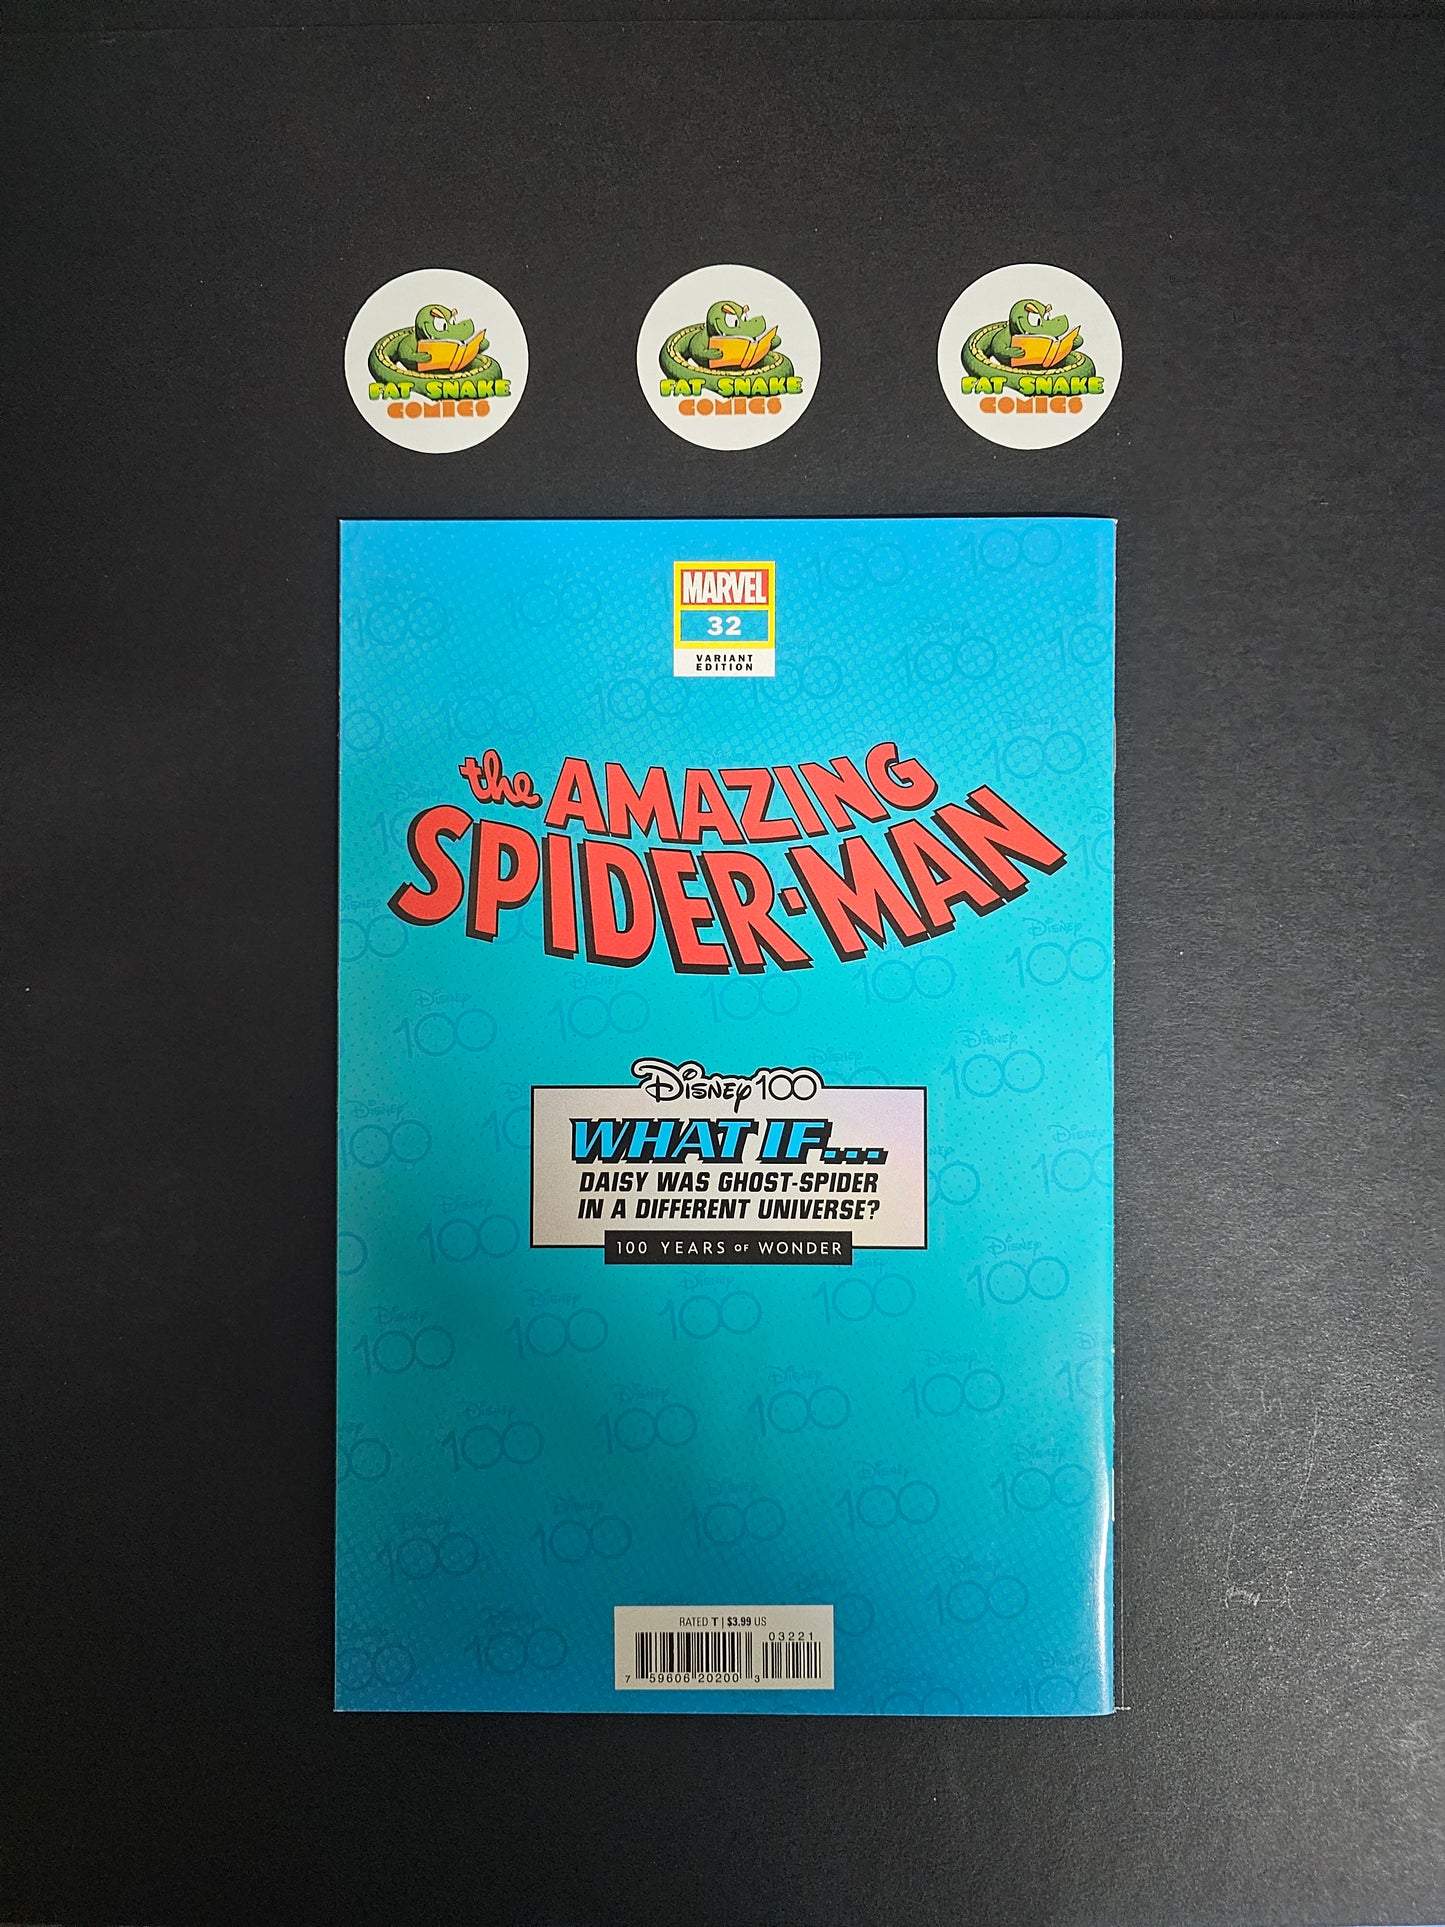 FAT SNAKE
COMICS
FAT SNAKE
COMICS
FAT SNAKE
COMICS
MARVEL
32
VARIANT
EDITION
the AMAZING
SPIDER-MAN
Disney100
WHAT IF...
DAISY WAS GHOST-SPIDER
IN A DIFFERENT UNIVERSE?
100 YEARS OF WONDER
RATED T | $3.99 US
03221
7 59606 20200 3